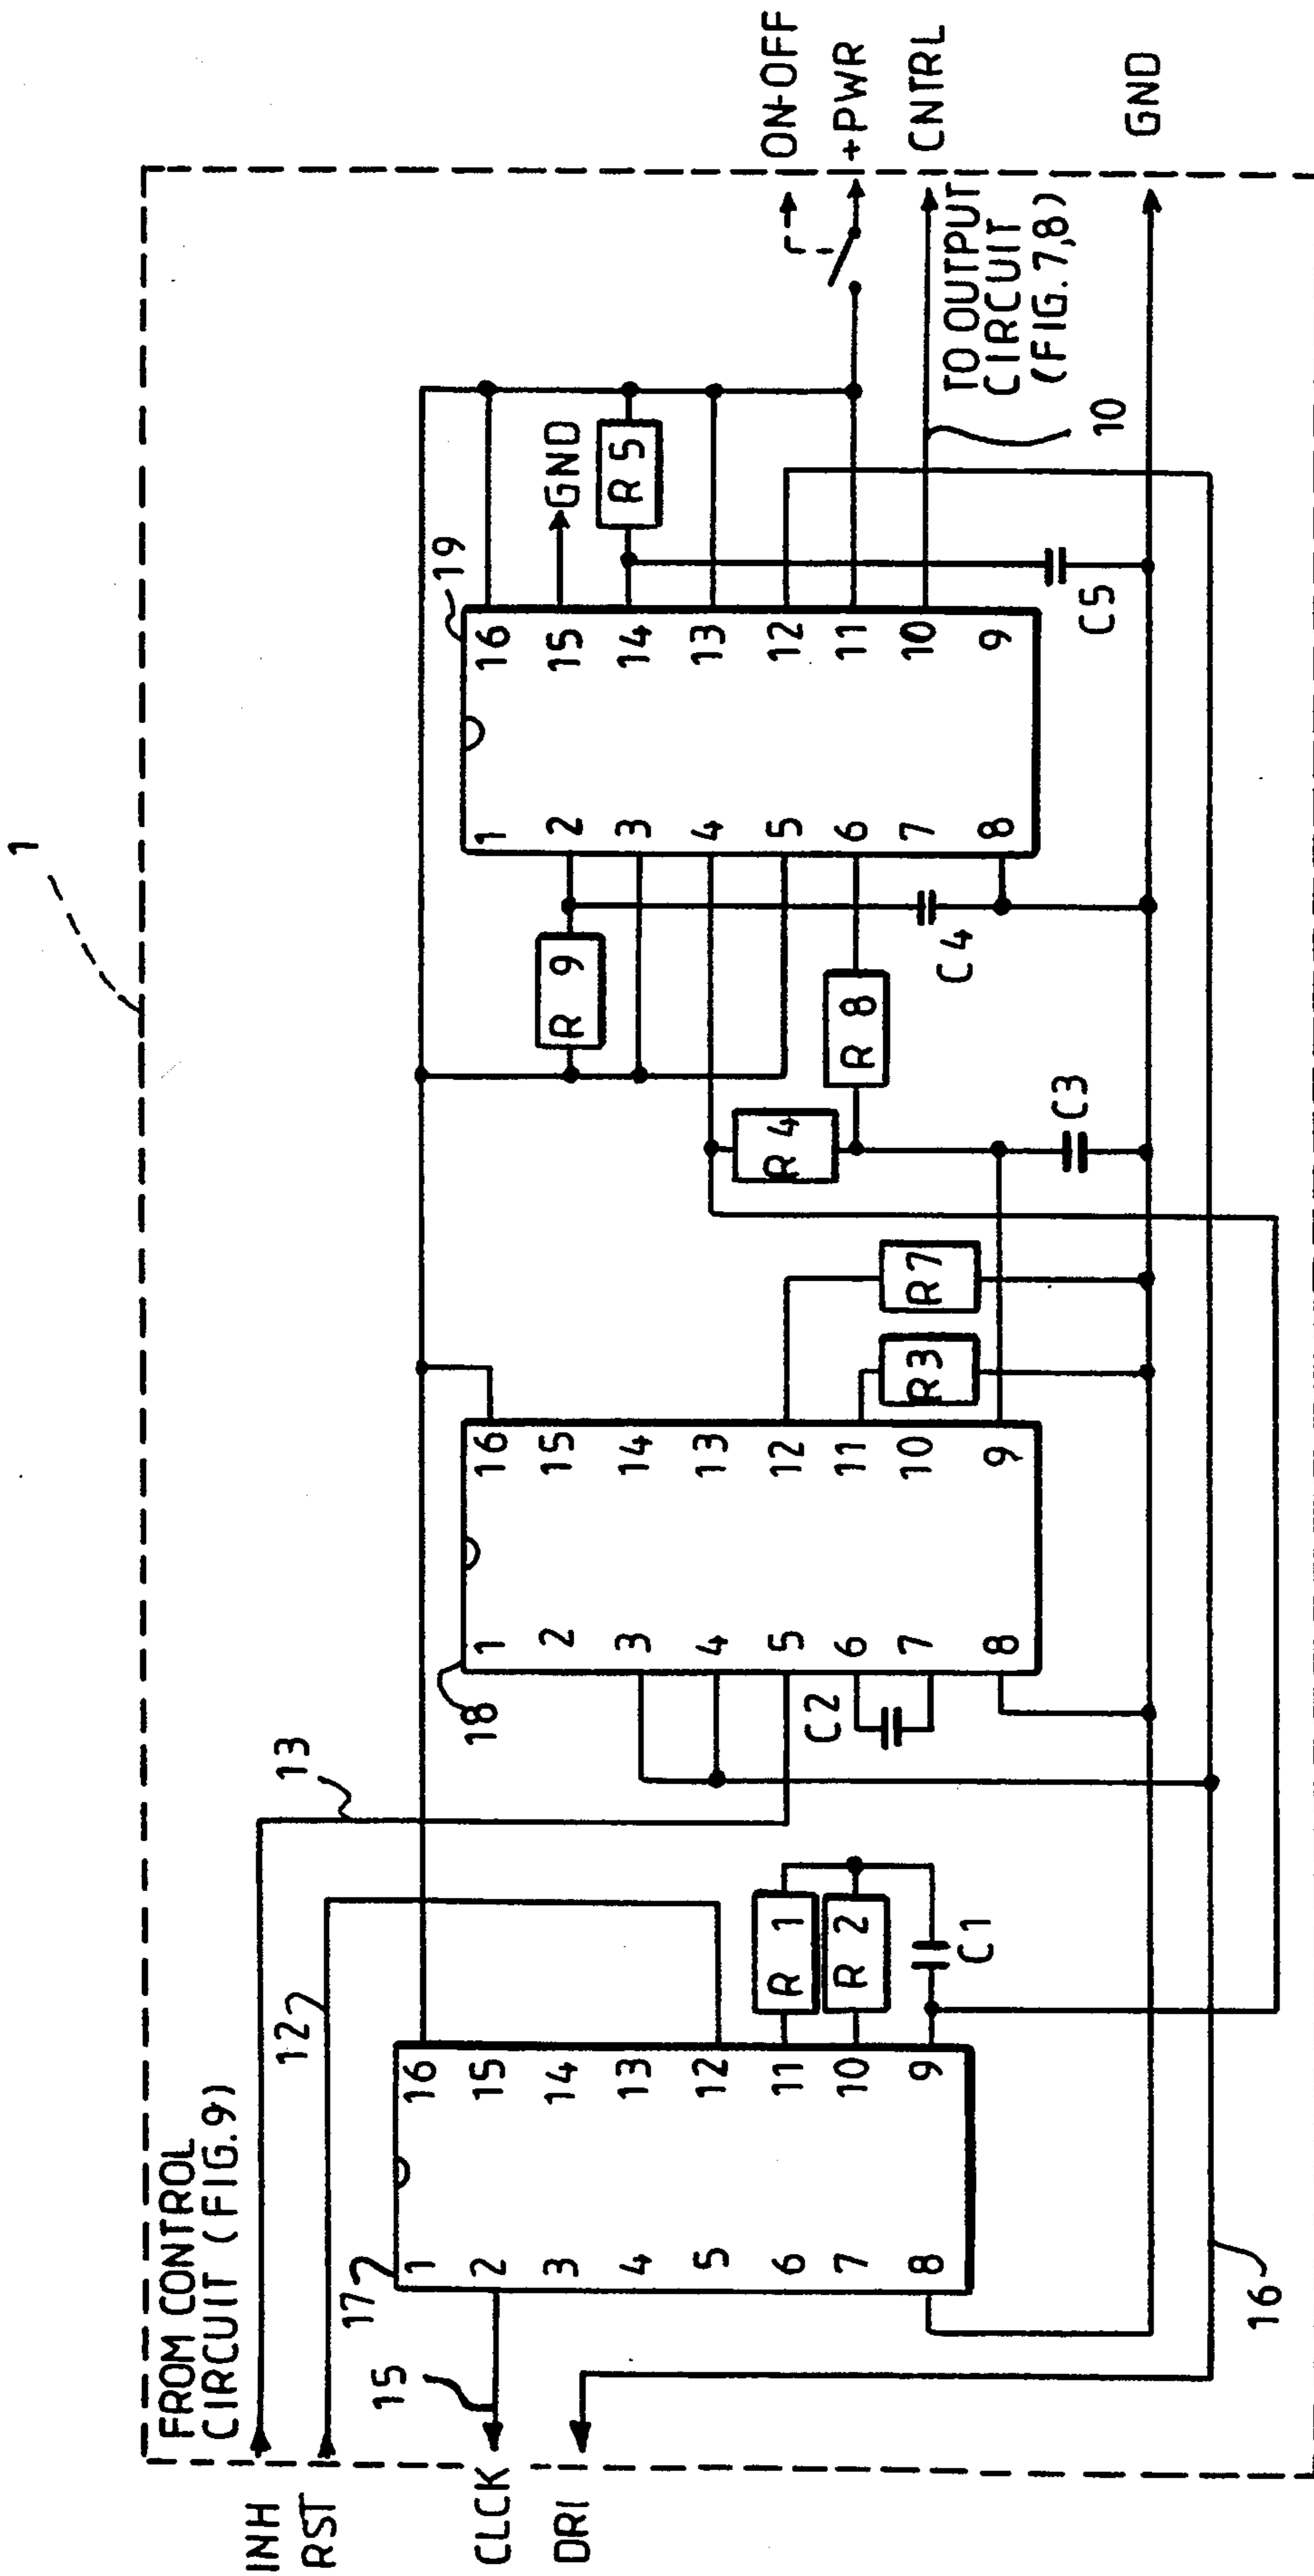 1
FROM CONTROL
CIRCUIT (FIG.9)
INH
RST
CLCK
DRI
12
13
15
16
17
1
2
3
4
5
6
7
8
16
15
14
13
12
11
10
9
R 1
R 2
C1
18
1
2
3
4
5
6
7
8
16
15
14
13
12
11
10
9
C2
R3
R7
R 4
C3
R 8
R 9
C4
19
1
2
3
4
5
6
7
8
16
15
14
13
12
11
10
9
GND
R 5
C5
ON-OFF
+PWR
CNTRL
TO OUTPUT
CIRCUIT
(FIG. 7,8)
10
GND